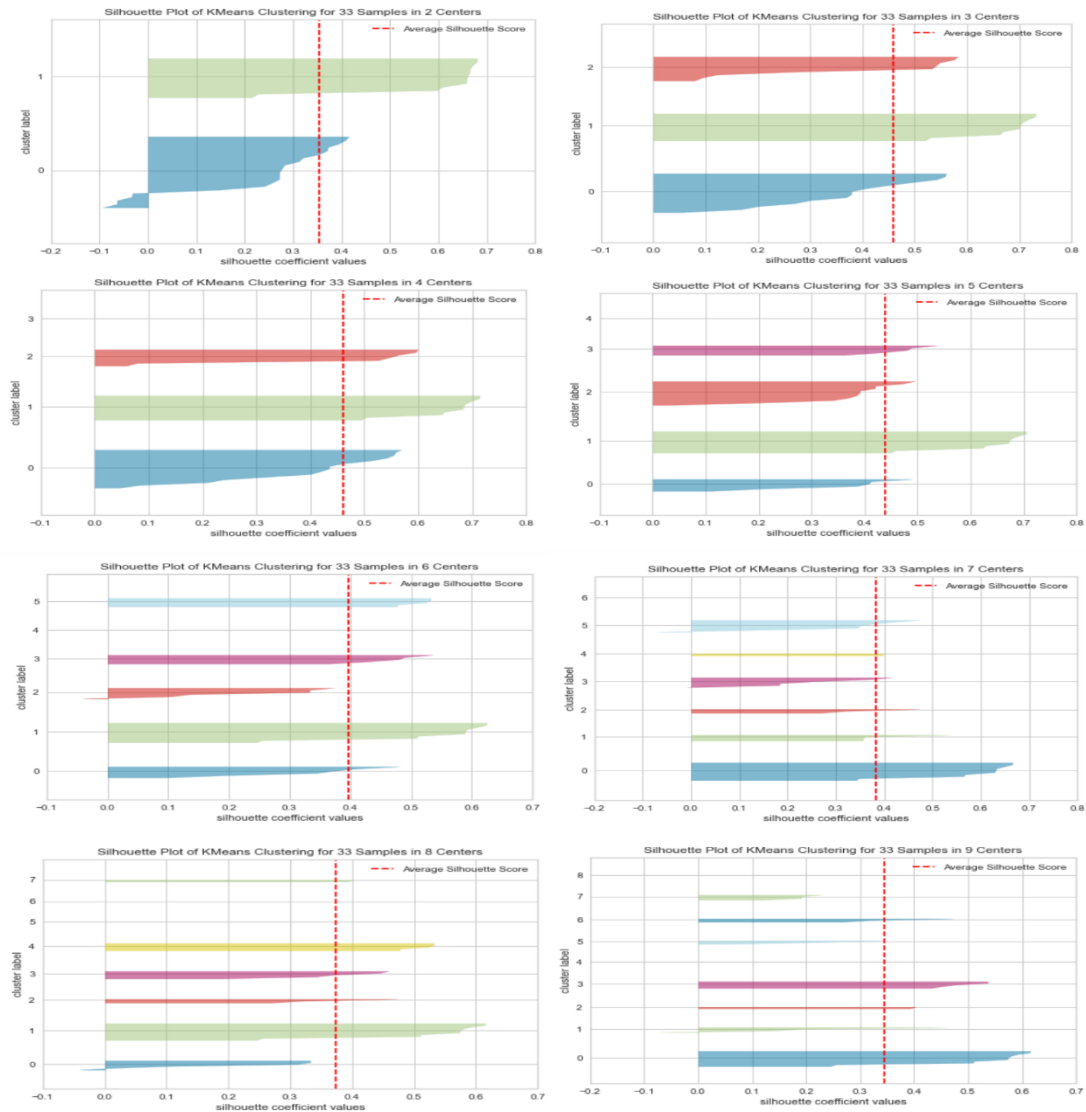 Silhouette Plot of KMeans Clustering for 33 Samples in 2 Centers
Average Silhouette Score
1
0
cluster label
−0.2 −0.1 0.0 0.1 0.2 0.3 0.4 0.5 0.6 0.7 0.8
silhouette coefficient values
Silhouette Plot of KMeans Clustering for 33 Samples in 3 Centers
Average Silhouette Score
2
1
0
cluster label
−0.1 0.0 0.1 0.2 0.3 0.4 0.5 0.6 0.7 0.8
silhouette coefficient values
Silhouette Plot of KMeans Clustering for 33 Samples in 4 Centers
Average Silhouette Score
3
2
1
0
cluster label
−0.1 0.0 0.1 0.2 0.3 0.4 0.5 0.6 0.7 0.8
silhouette coefficient values
Silhouette Plot of KMeans Clustering for 33 Samples in 5 Centers
Average Silhouette Score
4
3
2
1
0
cluster label
−0.1 0.0 0.1 0.2 0.3 0.4 0.5 0.6 0.7 0.8
silhouette coefficient values
Silhouette Plot of KMeans Clustering for 33 Samples in 6 Centers
Average Silhouette Score
5
4
3
2
1
0
cluster label
−0.1 0.0 0.1 0.2 0.3 0.4 0.5 0.6 0.7
silhouette coefficient values
Silhouette Plot of KMeans Clustering for 33 Samples in 7 Centers
Average Silhouette Score
6
5
4
3
2
1
0
cluster label
−0.2 −0.1 0.0 0.1 0.2 0.3 0.4 0.5 0.6 0.7 0.8
silhouette coefficient values
Silhouette Plot of KMeans Clustering for 33 Samples in 8 Centers
Average Silhouette Score
7
6
5
4
3
2
1
0
cluster label
−0.1 0.0 0.1 0.2 0.3 0.4 0.5 0.6 0.7
silhouette coefficient values
Silhouette Plot of KMeans Clustering for 33 Samples in 9 Centers
Average Silhouette Score
8
7
6
5
3
2
1
0
cluster label
−0.2 −0.1 0.0 0.1 0.2 0.3 0.4 0.5 0.6 0.7
silhouette coefficient values